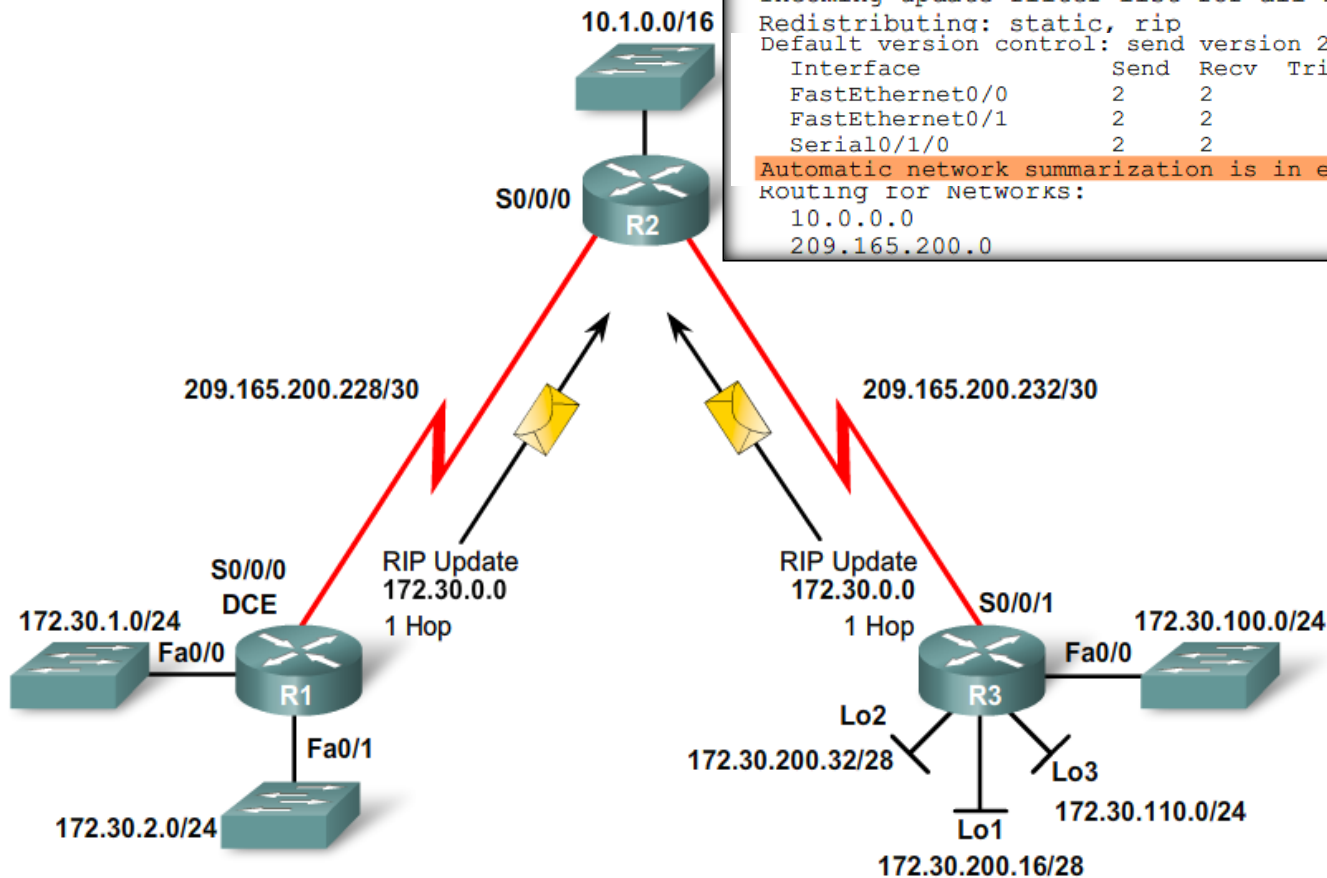 Redistributing: static, rip
Default version control: send version 2
Interface Send Recv
FastEthernet0/0 2 2
FastEthernet0/1 2 2
Serial0/1/0 2 2
Automatic network summarization is in
Routing for Networks:
10.0.0.0
209.165.200.0
10.1.0.0/16
S0/0/0
R2
209.165.200.228/30
209.165.200.232/30
RIP Update
172.30.0.0
1 Hop
RIP Update
172.30.0.0
1 Hop
S0/0/0
DCE
S0/0/1
172.30.1.0/24
Fa0/0
R1
Fa0/1
172.30.2.0/24
172.30.100.0/24
Fa0/0
R3
Lo2
172.30.200.32/28
Lo3
172.30.110.0/24
Lo1
172.30.200.16/28